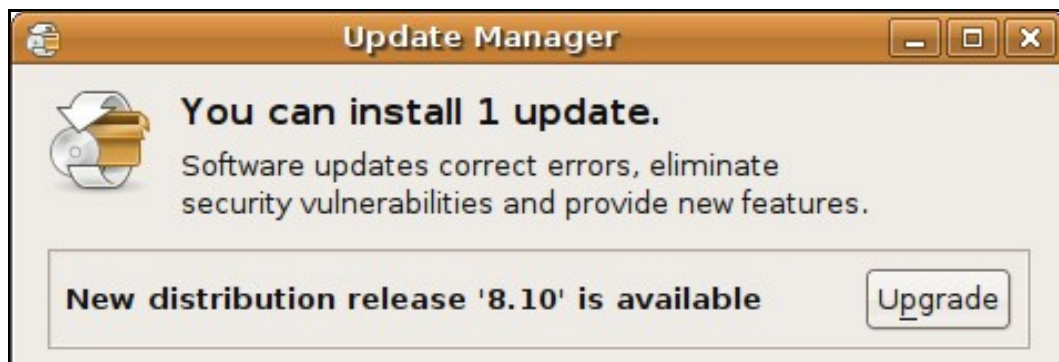 Update Manager
You can install 1 update.
Software updates correct errors, eliminate
security vulnerabilities and provide new features.
New distribution release '8.10' is available
Upgrade